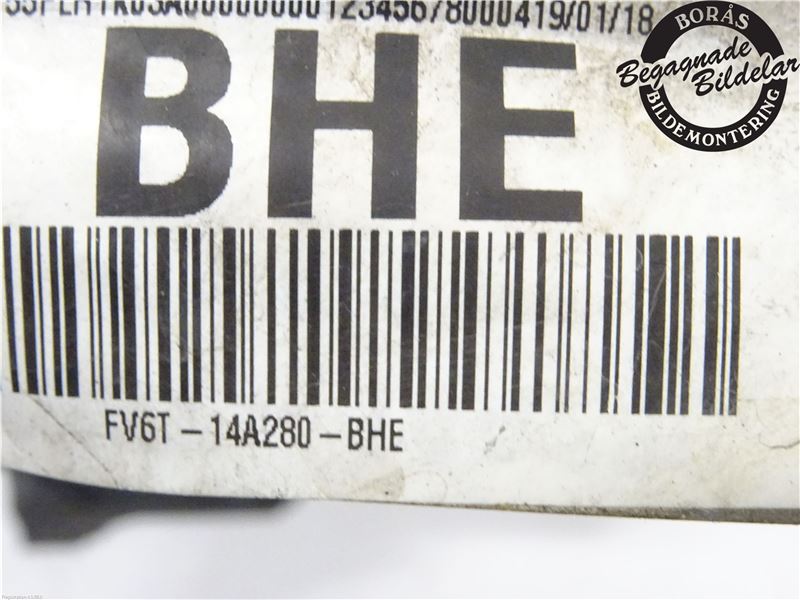 BHE
FV6T-14A280-BHE
BORÅS
Begagnade
Bildelar
BILDEMONTERING